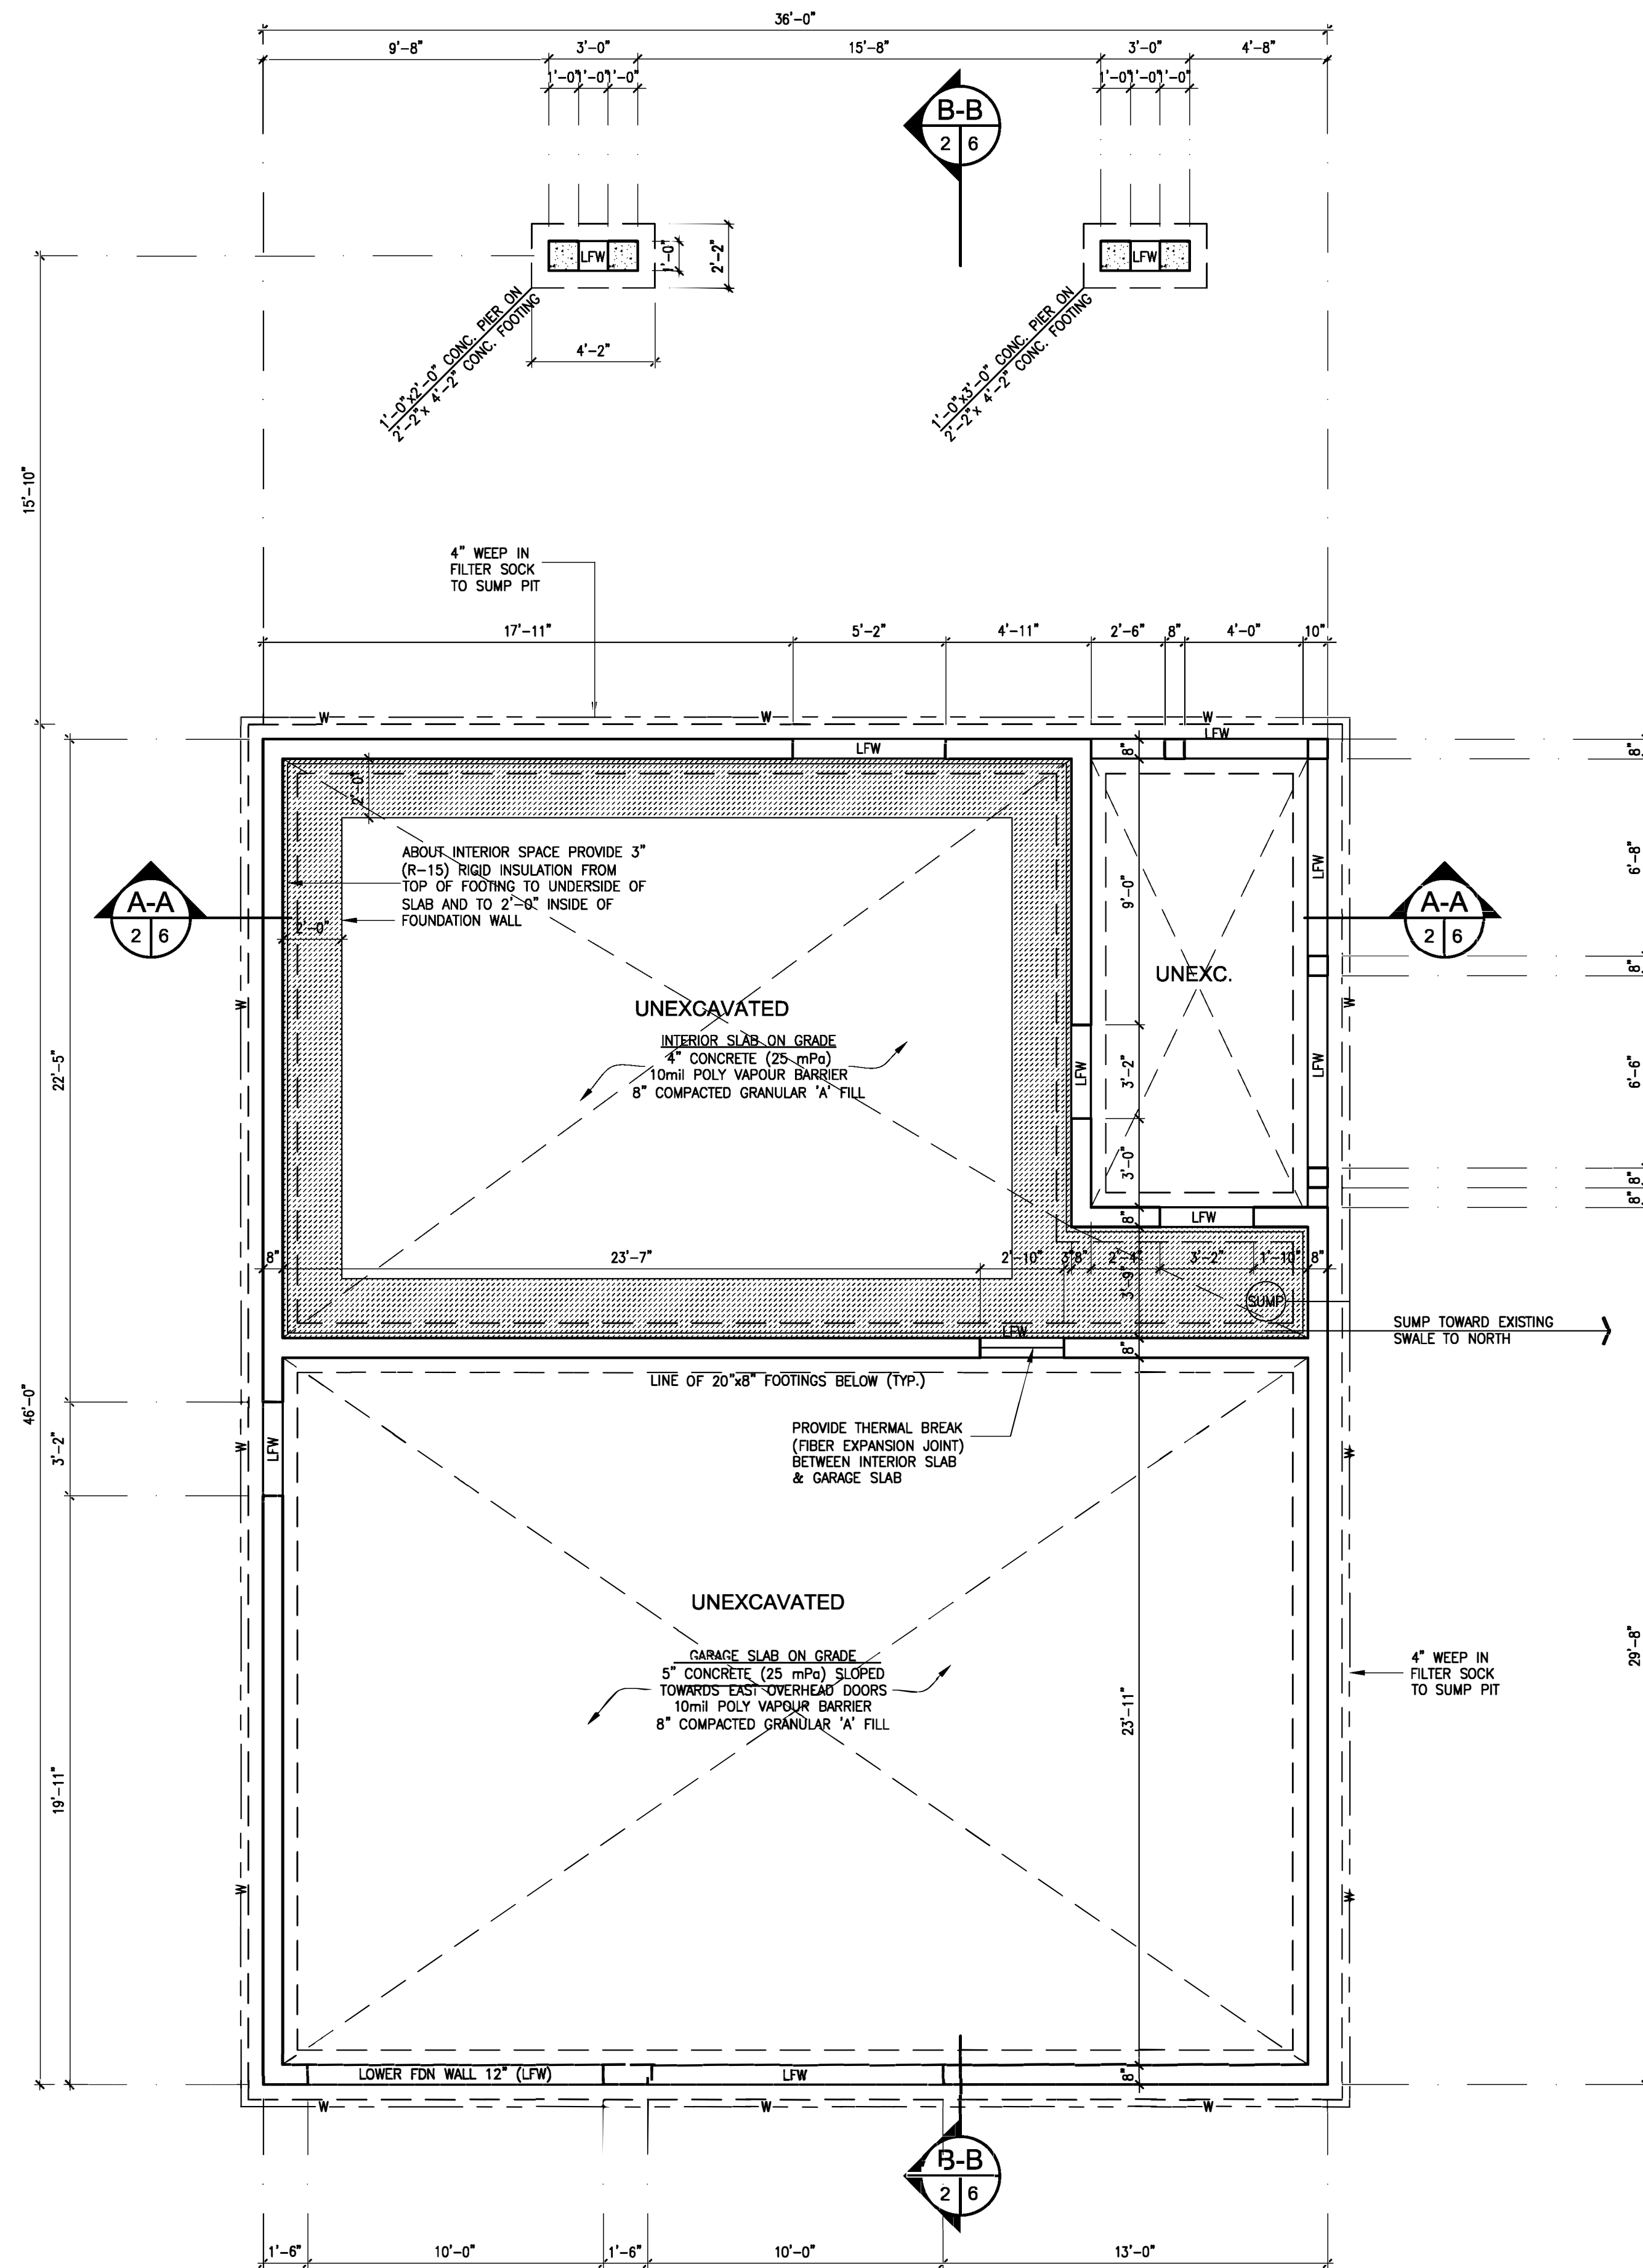 36'-0"
9'-8"
3'-0"
15'-8"
3'-0"
4'-8"
1'-0"
1'-0"
1'-0"
1'-0"
1'-0"
1'-0"
B-B
2 6
LFW
1'-0"
2'-2"
LFW
1'-0"x2'-0" CONC. PIER ON
2'-2"x 4'-2" CONC. FOOTING
4'-2"
1'-0"x3'-0" CONC. PIER ON
2'-2"x 4'-2" CONC. FOOTING
15'-10"
4" WEEP IN
FILTER SOCK
TO SUMP PIT
17'-11"
5'-2"
4'-11"
2'-6"
8"
4'-0"
10"
W
W
W
LFW
LFW
8"
8"
2'-0"
ABOUT INTERIOR SPACE PROVIDE 3"
(R-15) RIGID INSULATION FROM
TOP OF FOOTING TO UNDERSIDE OF
SLAB AND TO 2'-0" INSIDE OF
FOUNDATION WALL
2'-0"
A-A
2 6
9'-0"
LFW
6'-8"
A-A
2 6
UNEXC.
8"
W
W
UNEXCAVATED
INTERIOR SLAB ON GRADE
4" CONCRETE (25 mPa)
10mil POLY VAPOUR BARRIER
8" COMPACTED GRANULAR 'A' FILL
22'-5"
LFW
3'-2"
LFW
6'-6"
3'-0"
8"
8"
8"
LFW
8"
23'-7"
2'-10"
3"
8"
2'-4"
3'-2"
1'-10"
8"
3'-9"
SUMP
SUMP TOWARD EXISTING
SWALE TO NORTH
LFW
8"
LINE OF 20"x8" FOOTINGS BELOW (TYP.)
46'-0"
3'-2"
W
LFW
PROVIDE THERMAL BREAK
(FIBER EXPANSION JOINT)
BETWEEN INTERIOR SLAB
& GARAGE SLAB
W
UNEXCAVATED
GARAGE SLAB ON GRADE
5" CONCRETE (25 mPa) SLOPED
TOWARDS EAST OVERHEAD DOORS
10mil POLY VAPOUR BARRIER
8" COMPACTED GRANULAR 'A' FILL
23'-11"
29'-8"
4" WEEP IN
FILTER SOCK
TO SUMP PIT
19'-11"
W
W
LOWER FDN WALL 12" (LFW)
LFW
8"
W
W
W
B-B
2 6
1'-6"
10'-0"
1'-6"
10'-0"
13'-0"